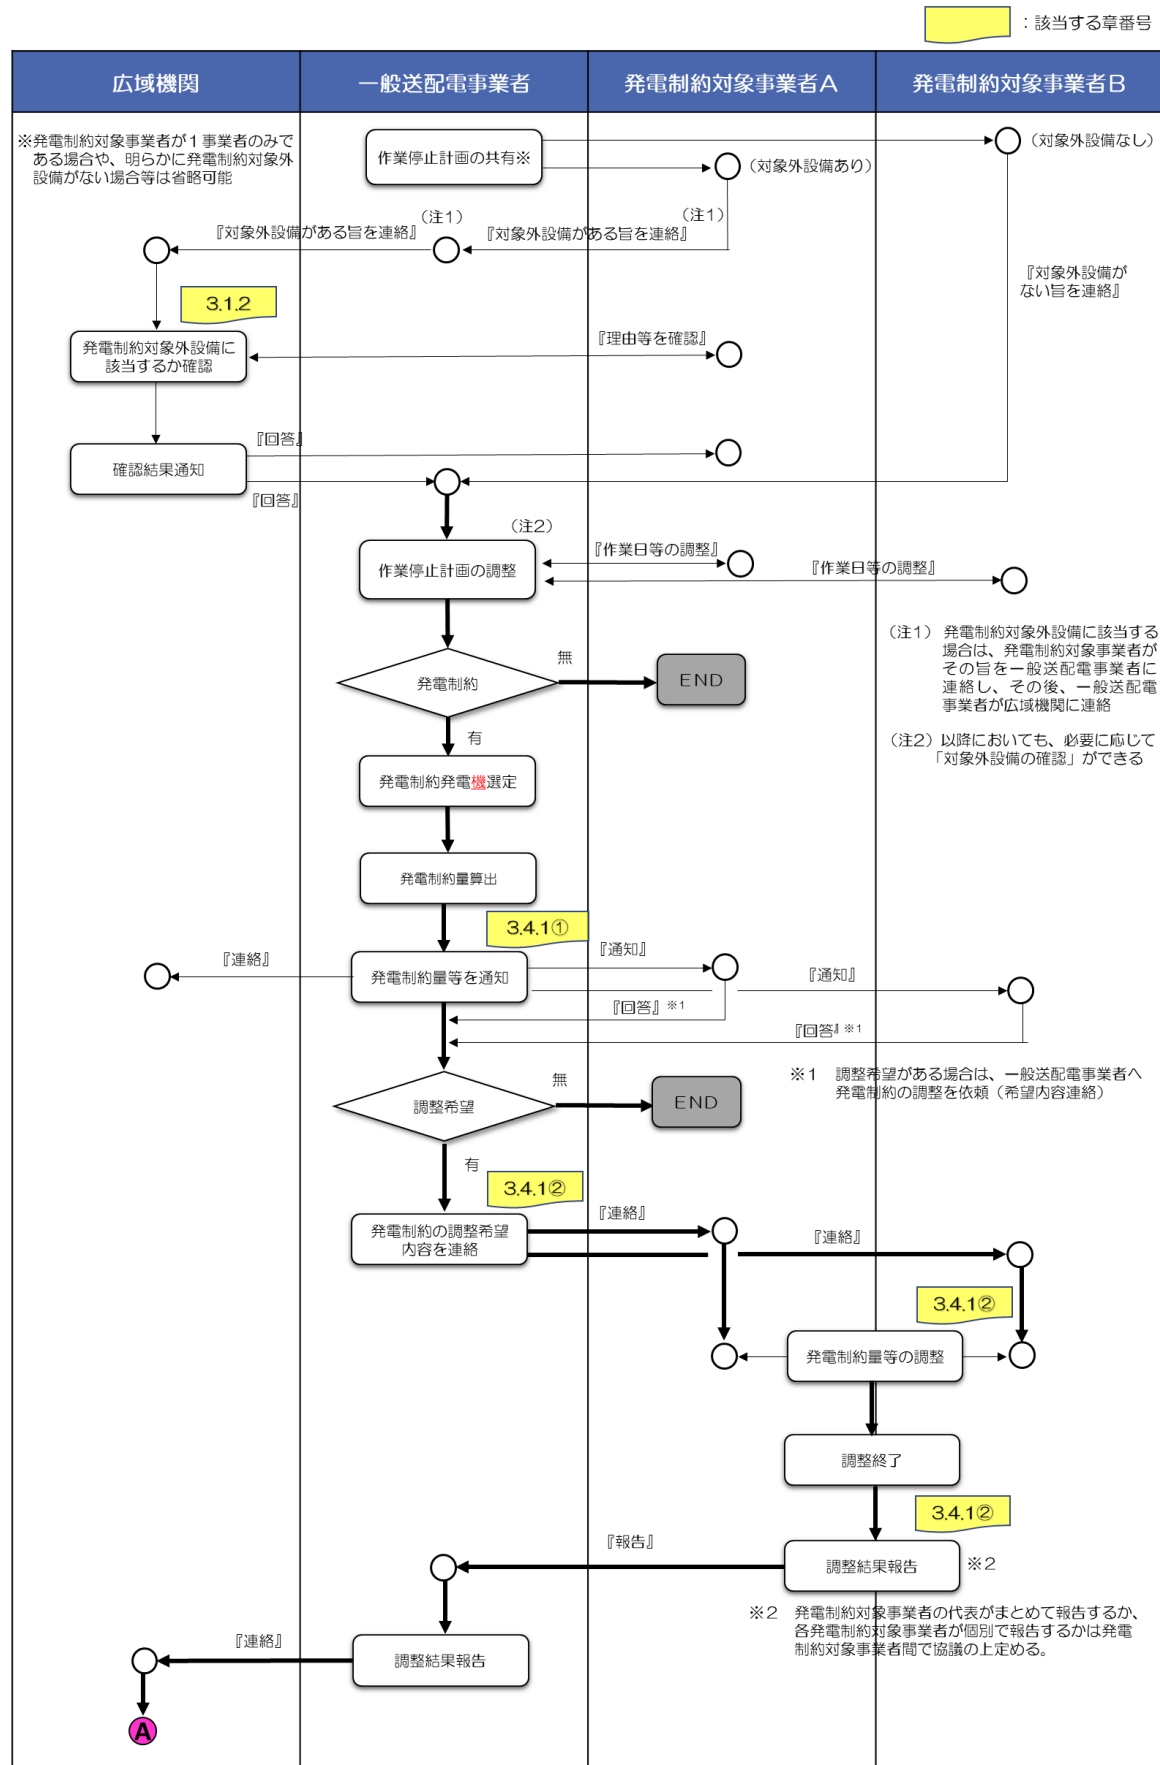 ：該当する章番号
広域機関
一般送配電事業者
発電制約対象事業者A
発電制約対象事業者B
※発電制約対象事業者が１事業者のみで
ある場合や、明らかに発電制約対象外
設備がない場合等は省略可能
作業停止計画の共有※
（対象外設備なし）
（対象外設備あり）
（注1）
（注1）
『対象外設備がある旨を連絡』
『対象外設備がある旨を連絡』
『対象外設備が
ない旨を連絡』
3.1.2
発電制約対象外設備に
該当するか確認
『理由等を確認』
『回答』
確認結果通知
『回答』
（注2）
作業停止計画の調整
『作業日等の調整』
『作業日等の調整』
（注1） 発電制約対象外設備に該当する
場合は、発電制約対象事業者が
その旨を一般送配電事業者に
連絡し、その後、一般送配電
事業者が広域機関に連絡
（注2）以降においても、必要に応じて
「対象外設備の確認」ができる
発電制約
無
END
有
発電制約発電機選定
発電制約量算出
3.4.1①
『連絡』
発電制約量等を通知
『通知』
『通知』
『回答』※1
『回答』※1
※1 調整希望がある場合は、一般送配電事業者へ
発電制約の調整を依頼（希望内容連絡）
調整希望
無
END
有
3.4.1②
発電制約の調整希望
内容を連絡
『連絡』
『連絡』
3.4.1②
発電制約量等の調整
調整終了
3.4.1②
『報告』
調整結果報告
※2
※2 発電制約対象事業者の代表がまとめて報告するか、
各発電制約対象事業者が個別で報告するかは発電
制約対象事業者間で協議の上定める。
『連絡』
調整結果報告
A